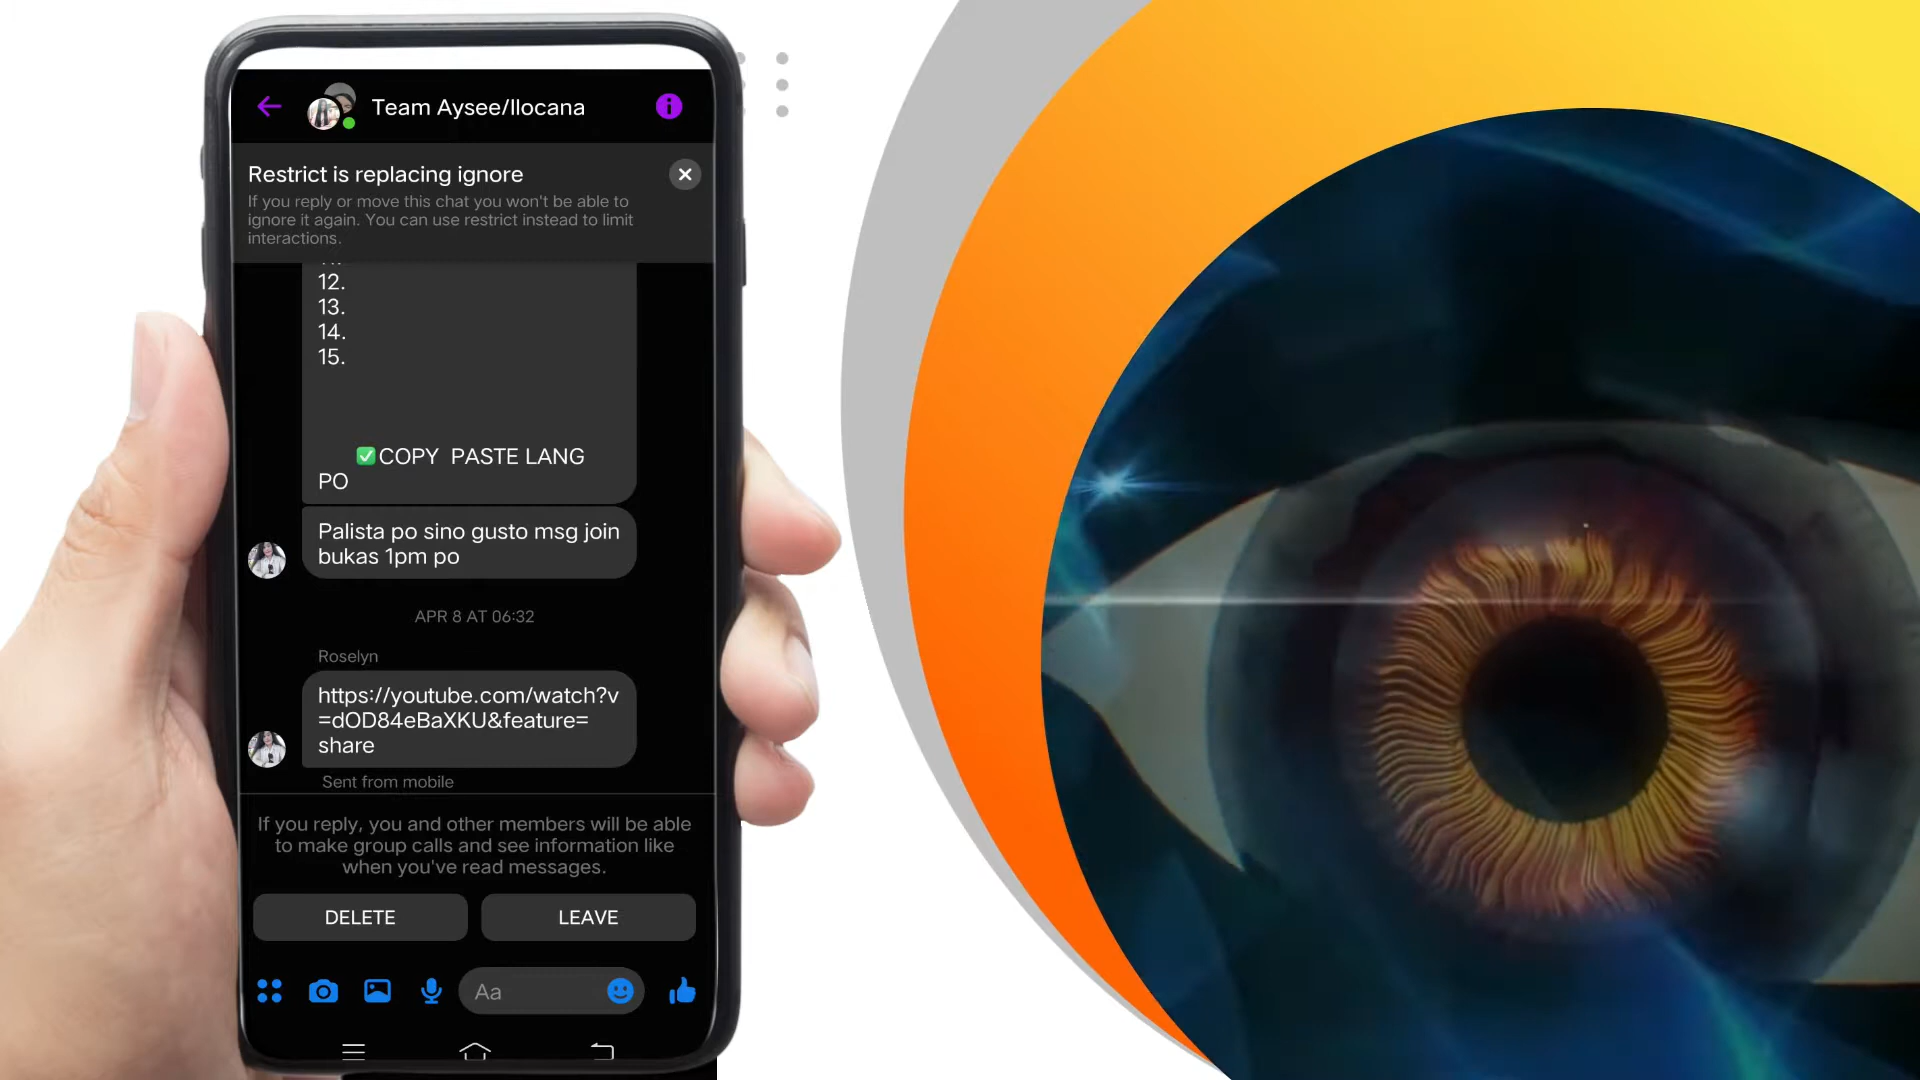 Team Aysee/Ilocana
Restrict is replacing ignore
If you reply or move this chat you won't be able to
ignore it again. You can use restrict instead to limit
interactions.
12.
13.
14.
15.
✅COPY PASTE LANG
PO
Palista po sino gusto msg join
bukas 1pm po
APR 8 AT 06:32
Roselyn
https://youtube.com/watch?v
=dOD84eBaXKU&feature=
share
Sent from mobile
If you reply, you and other members will be able
to make group calls and see information like
when you've read messages.
DELETE
LEAVE
Aa